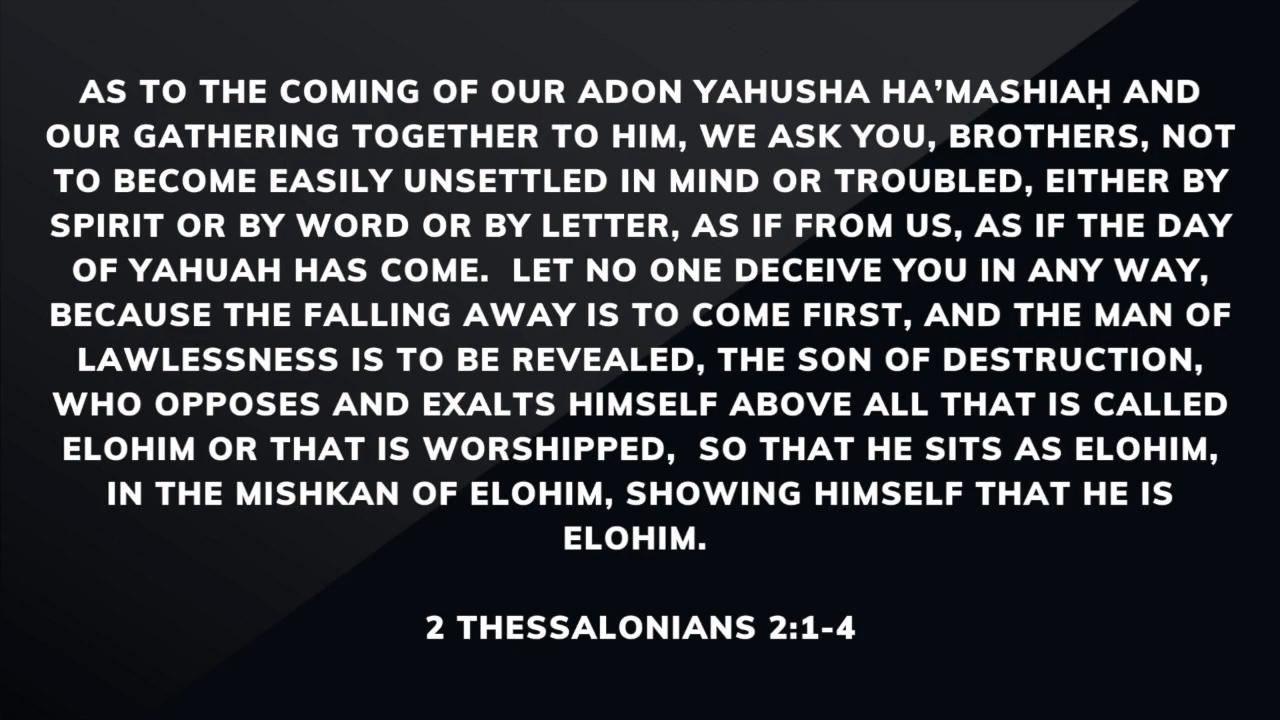 AS TO THE COMING OF OUR ADON YAHUSHA HA’MASHIAḤ AND
OUR GATHERING TOGETHER TO HIM, WE ASK YOU, BROTHERS, NOT
TO BECOME EASILY UNSETTLED IN MIND OR TROUBLED, EITHER BY
SPIRIT OR BY WORD OR BY LETTER, AS IF FROM US, AS IF THE DAY
OF YAHUAH HAS COME.  LET NO ONE DECEIVE YOU IN ANY WAY,
BECAUSE THE FALLING AWAY IS TO COME FIRST, AND THE MAN OF
LAWLESSNESS IS TO BE REVEALED, THE SON OF DESTRUCTION,
WHO OPPOSES AND EXALTS HIMSELF ABOVE ALL THAT IS CALLED
ELOHIM OR THAT IS WORSHIPPED,  SO THAT HE SITS AS ELOHIM,
IN THE MISHKAN OF ELOHIM, SHOWING HIMSELF THAT HE IS
ELOHIM.
2 THESSALONIANS 2:1-4